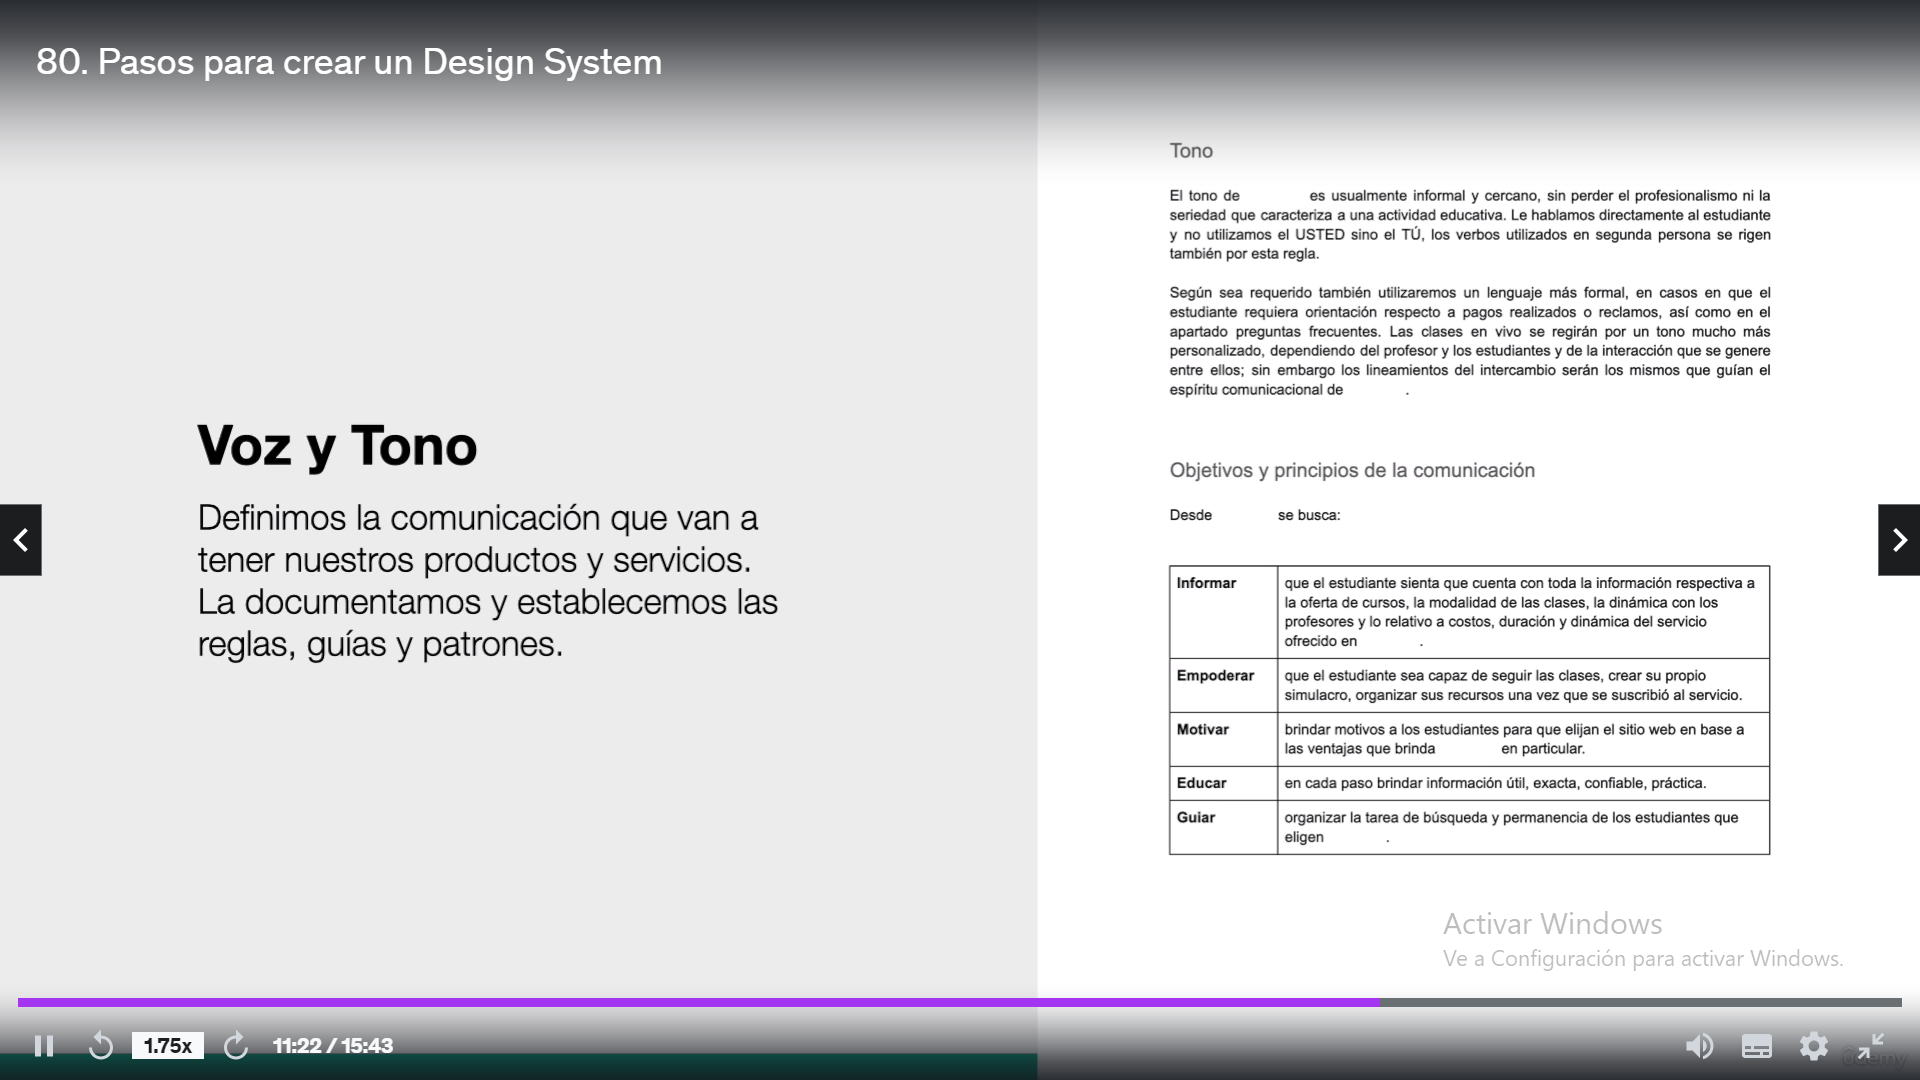 80. Pasos para crear un Design System
Voz y Tono
Definimos la comunicación que van a
tener nuestros productos y servicios.
La documentamos y establecemos las
reglas, guías y patrones.
Tono
El tono de es usualmente informal y cercano, sin perder el profesionalismo ni la
seriedad que caracteriza a una actividad educativa. Le hablamos directamente al estudiante
y no utilizamos el USTED sino el TÚ, los verbos utilizados en segunda persona se rigen
también por esta regla.
Según sea requerido también utilizaremos un lenguaje más formal, en casos en que el
estudiante requiera orientación respecto a pagos realizados o reclamos, así como en el
apartado preguntas frecuentes. Las clases en vivo se regirán por un tono mucho más
personalizado, dependiendo del profesor y los estudiantes y de la interacción que se genere
entre ellos; sin embargo los lineamientos del intercambio serán los mismos que guían el
espíritu comunicacional de .
Objetivos y principios de la comunicación
Desde se busca:
Informar que el estudiante sienta que cuenta con toda la información respectiva a
la oferta de cursos, la modalidad de las clases, la dinámica con los
profesores y lo relativo a costos, duración y dinámica del servicio
ofrecido en .
Empoderar que el estudiante sea capaz de seguir las clases, crear su propio
simulacro, organizar sus recursos una vez que se suscribió al servicio.
Motivar brindar motivos a los estudiantes para que elijan el sitio web en base a
las ventajas que brinda en particular.
Educar en cada paso brindar información útil, exacta, confiable, práctica.
Guiar organizar la tarea de búsqueda y permanencia de los estudiantes que
eligen .
Activar Windows
Ve a Configuración para activar Windows.
1.75x 11:22 / 15:43
ûdemy